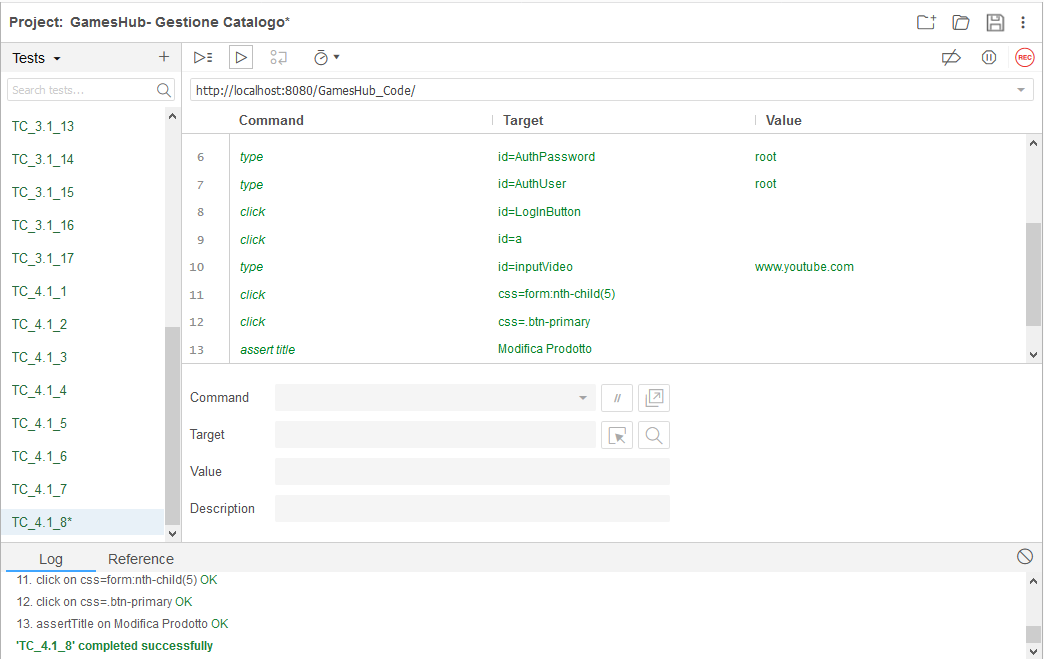 Project: GamesHub- Gestione Catalogo*
Tests
+
REC
Search tests...
http://localhost:8080/GamesHub_Code/
Command Target Value
TC_3.1_13
TC_3.1_14
TC_3.1_15
TC_3.1_16
TC_3.1_17
TC_4.1_1
TC_4.1_2
TC_4.1_3
TC_4.1_4
TC_4.1_5
TC_4.1_6
TC_4.1_7
TC_4.1_8*
6 type id=AuthPassword root
7 type id=AuthUser root
8 click id=LogInButton
9 click id=a
10 type id=inputVideo www.youtube.com
11 click css=form:nth-child(5)
12 click css=.btn-primary
13 assert title Modifica Prodotto
Command //
Target
Value
Description
Log Reference
11. click on css=form:nth-child(5) OK
12. click on css=.btn-primary OK
13. assertTitle on Modifica Prodotto OK
'TC_4.1_8' completed successfully